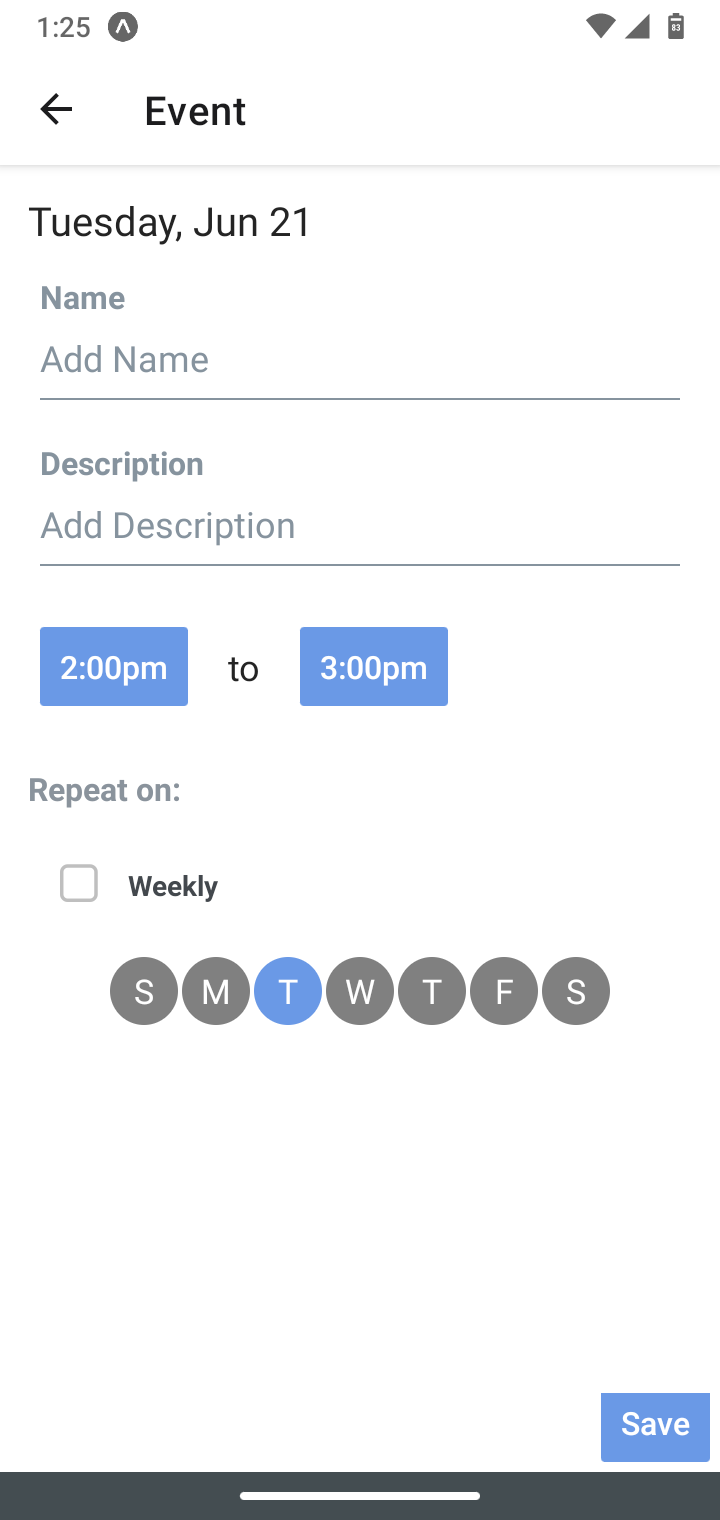 1:25
83
Event
Tuesday, Jun 21
Name
Add Name
Description
Add Description
2:00pm to 3:00pm
Repeat on:
Weekly
S M T W T F S
Save